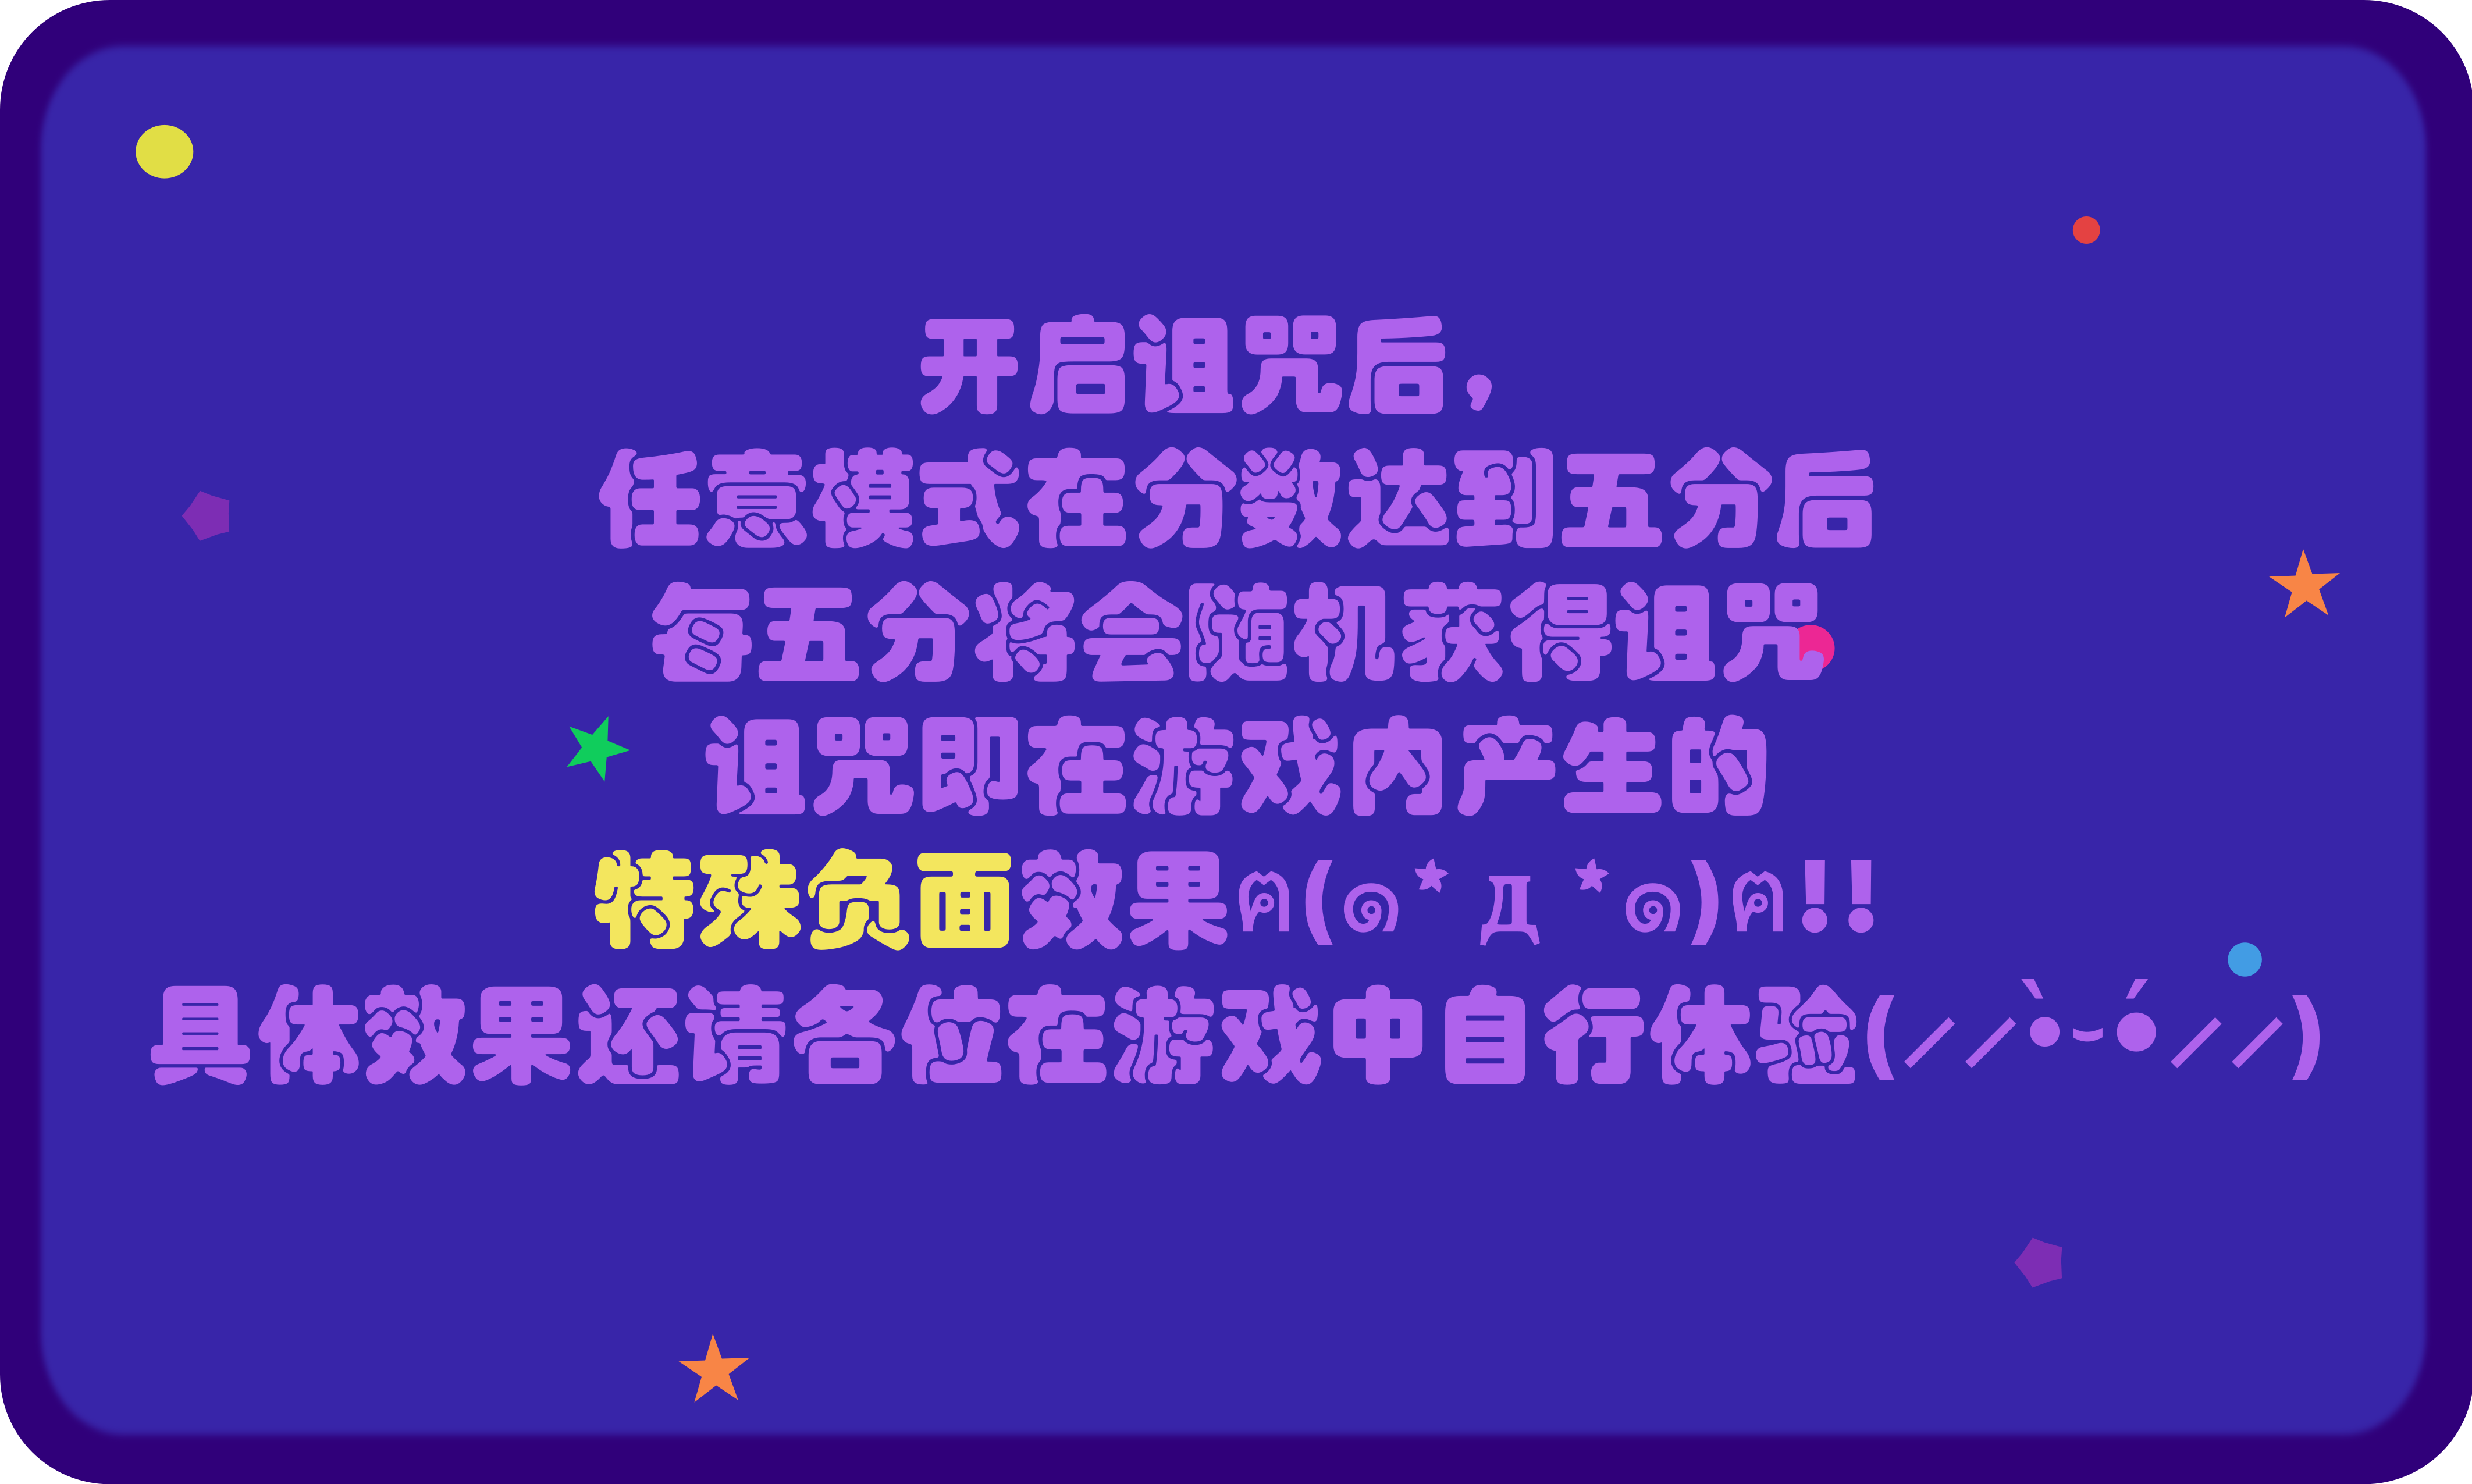 开启诅咒后,
任意模式在分数达到五分后
每五分将会随机获得诅咒
诅咒即在游戏内产生的
特殊负面效果ฅ(๑*д*๑)ฅ!!
具体效果还请各位在游戏中自行体验(⸝⸝•̀֊•́⸝⸝)